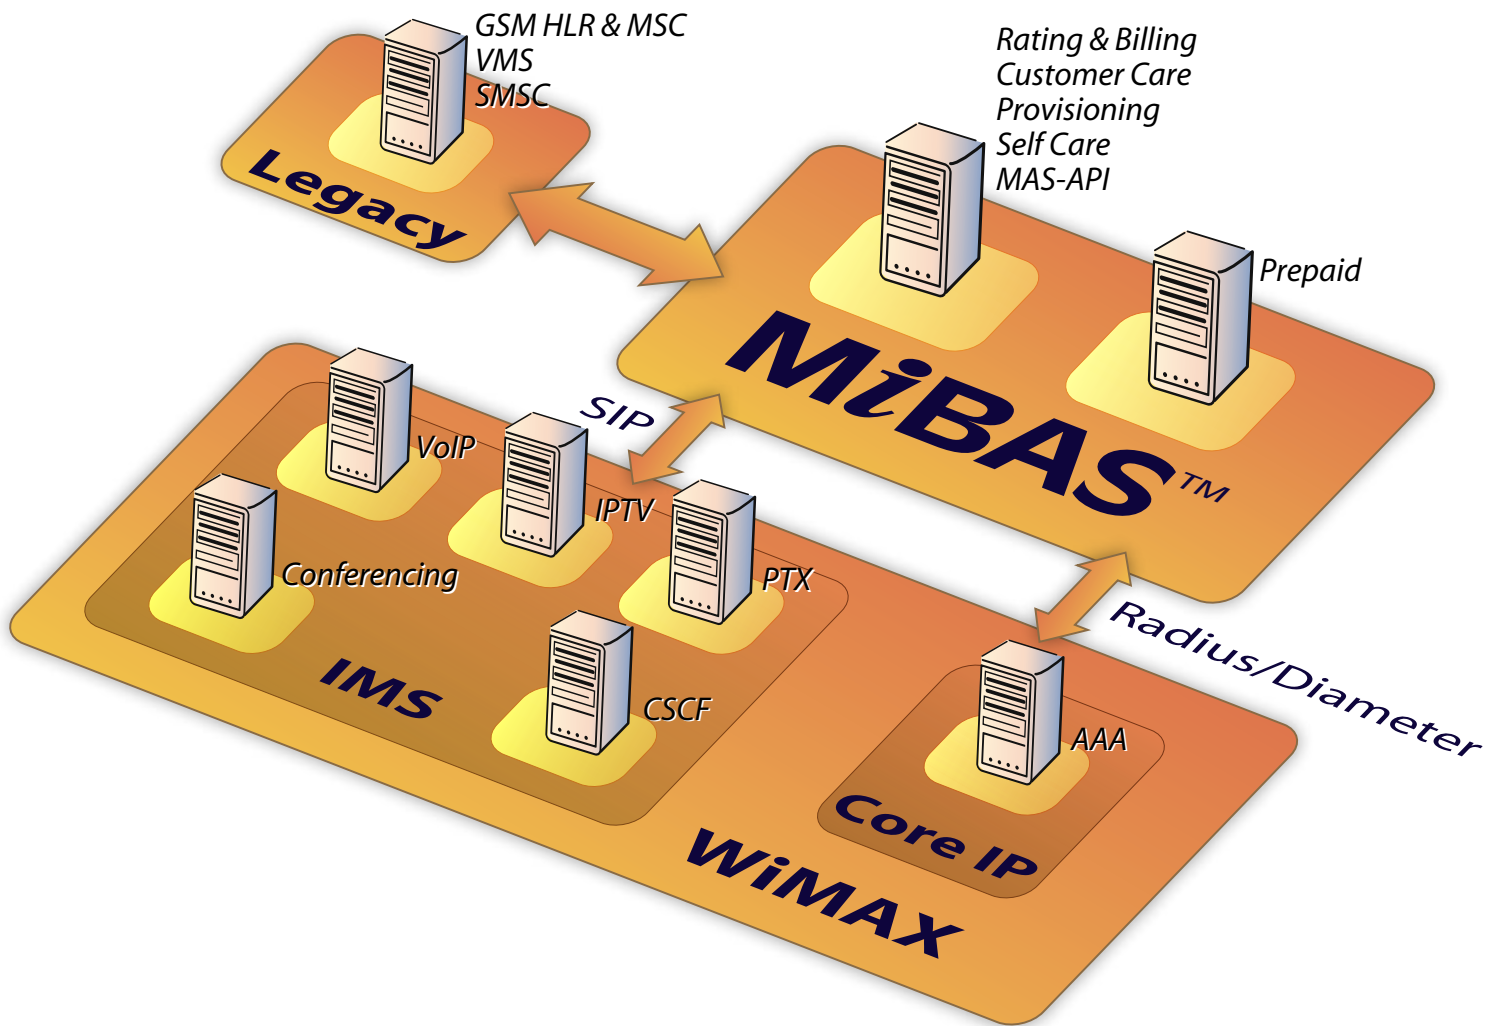 GSM HLR & MSC
VMS
SMSC
Legacy
Rating & Billing
Customer Care
Provisioning
Self Care
MAS-API
Prepaid
MiBAS™
SIP
Radius/Diameter
VoIP
IPTV
PTX
Conferencing
CSCF
IMS
AAA
Core IP
WiMAX